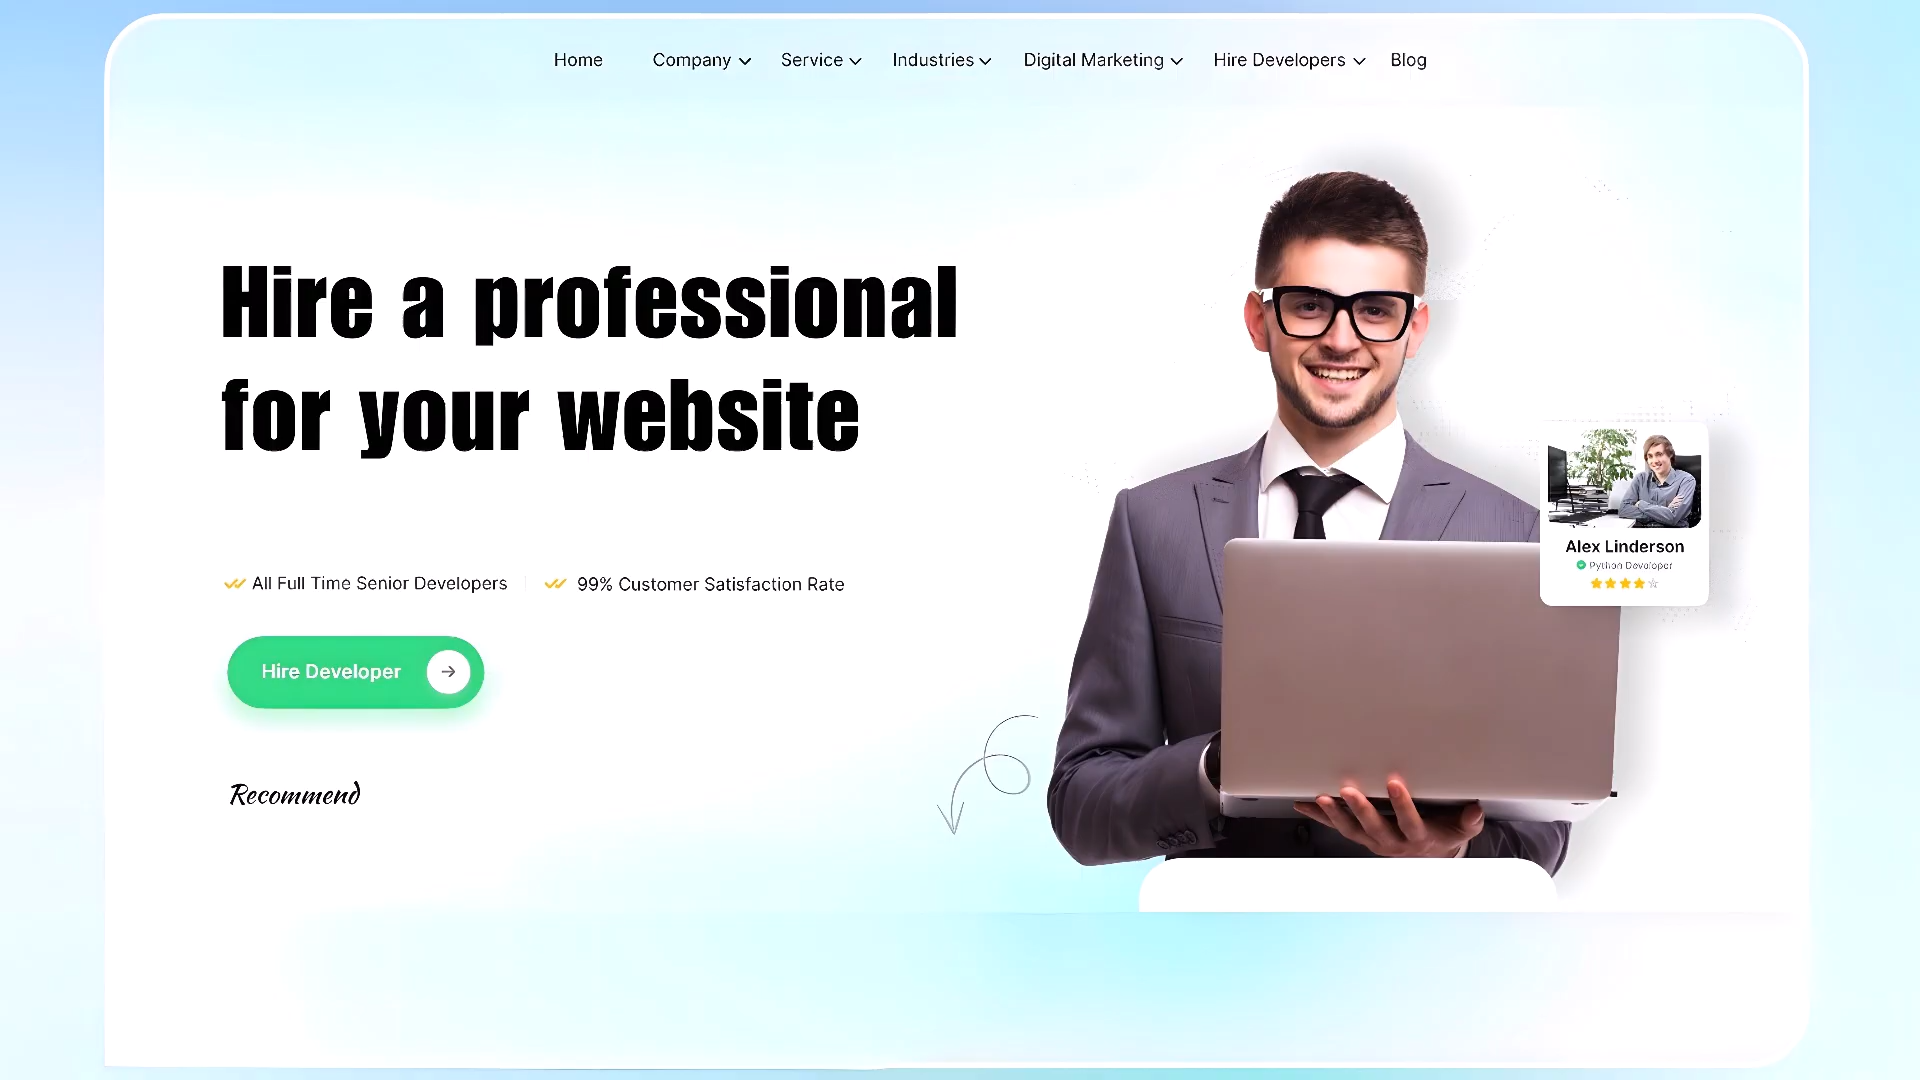 Home Company Service Industries Digital Marketing Hire Developers Blog
Hire a professional
for your website
All Full Time Senior Developers 99% Customer Satisfaction Rate
Hire Developer
Recommend
Alex Linderson
Python Developer